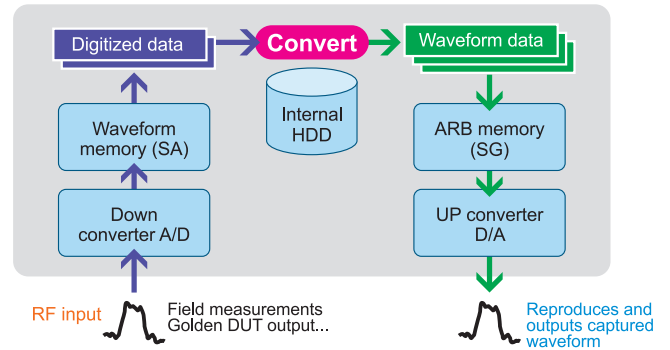 Digitized data
Convert
Waveform data
Internal
HDD
Waveform
memory (SA)
ARB memory
(SG)
Down
converter A/D
UP converter
D/A
RF input
Field measurements
Golden DUT output...
Reproduces and
outputs captured
waveform